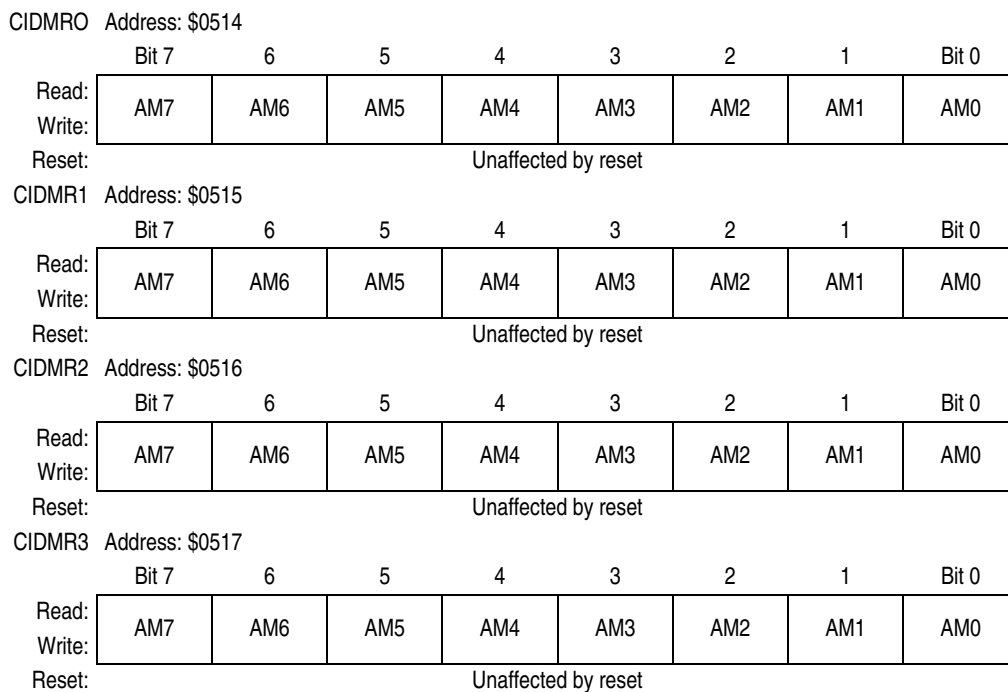 CIDMRO Address: $0514
Bit 7 6 5 4 3 2 1 Bit 0
Read:
Write:
AM7 AM6 AM5 AM4 AM3 AM2 AM1 AM0
Reset: Unaffected by reset
CIDMR1 Address: $0515
Bit 7 6 5 4 3 2 1 Bit 0
Read:
Write:
AM7 AM6 AM5 AM4 AM3 AM2 AM1 AM0
Reset: Unaffected by reset
CIDMR2 Address: $0516
Bit 7 6 5 4 3 2 1 Bit 0
Read:
Write:
AM7 AM6 AM5 AM4 AM3 AM2 AM1 AM0
Reset: Unaffected by reset
CIDMR3 Address: $0517
Bit 7 6 5 4 3 2 1 Bit 0
Read:
Write:
AM7 AM6 AM5 AM4 AM3 AM2 AM1 AM0
Reset: Unaffected by reset